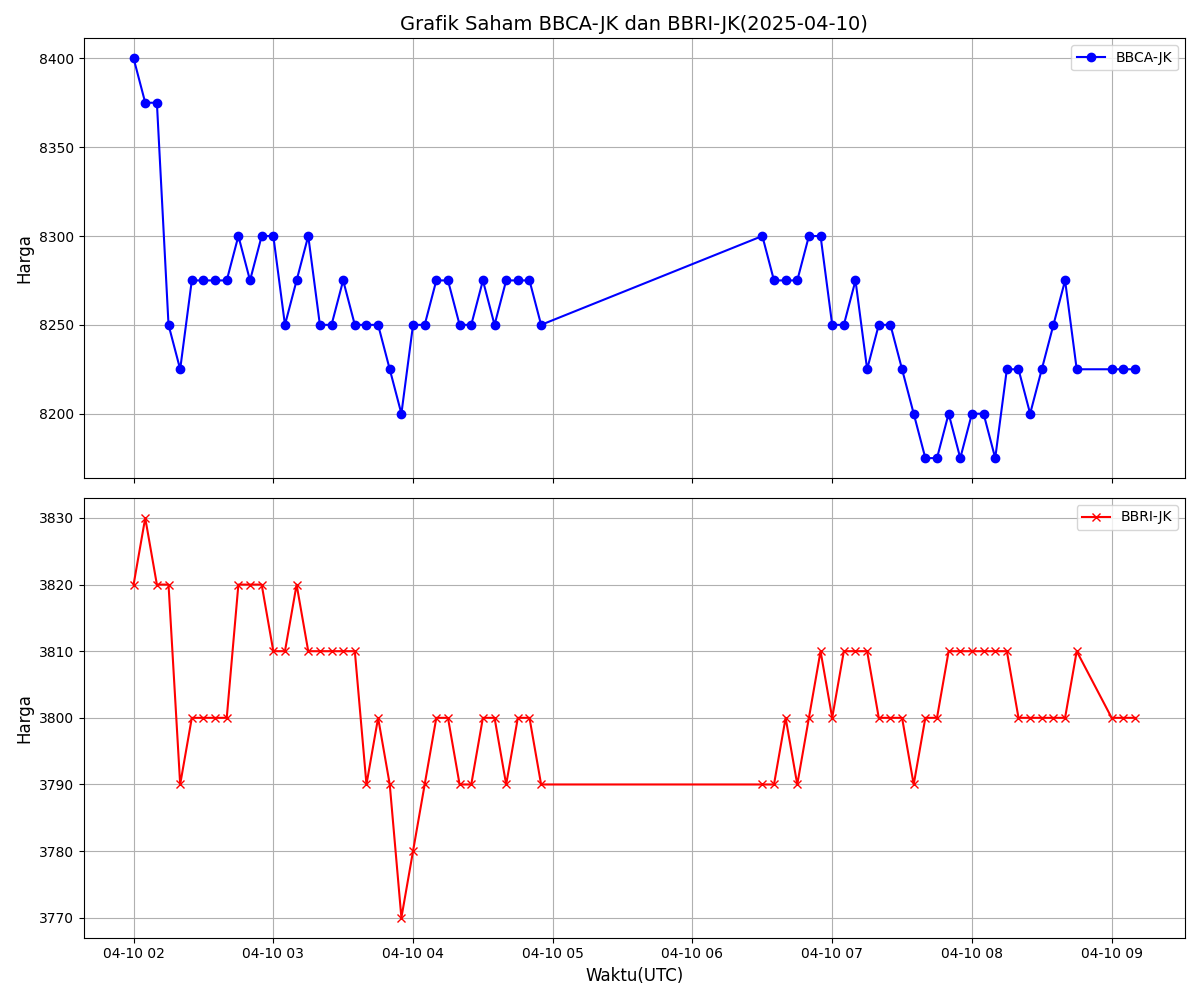 Grafik Saham BBCA-JK dan BBRI-JK(2025-04-10)
BBCA-JK
8400
8350
8300
8250
8200
Harga
BBRI-JK
3830
3820
3810
3800
3790
3780
3770
Harga
04-10 02 04-10 03 04-10 04 04-10 05 04-10 06 04-10 07 04-10 08 04-10 09
Waktu(UTC)